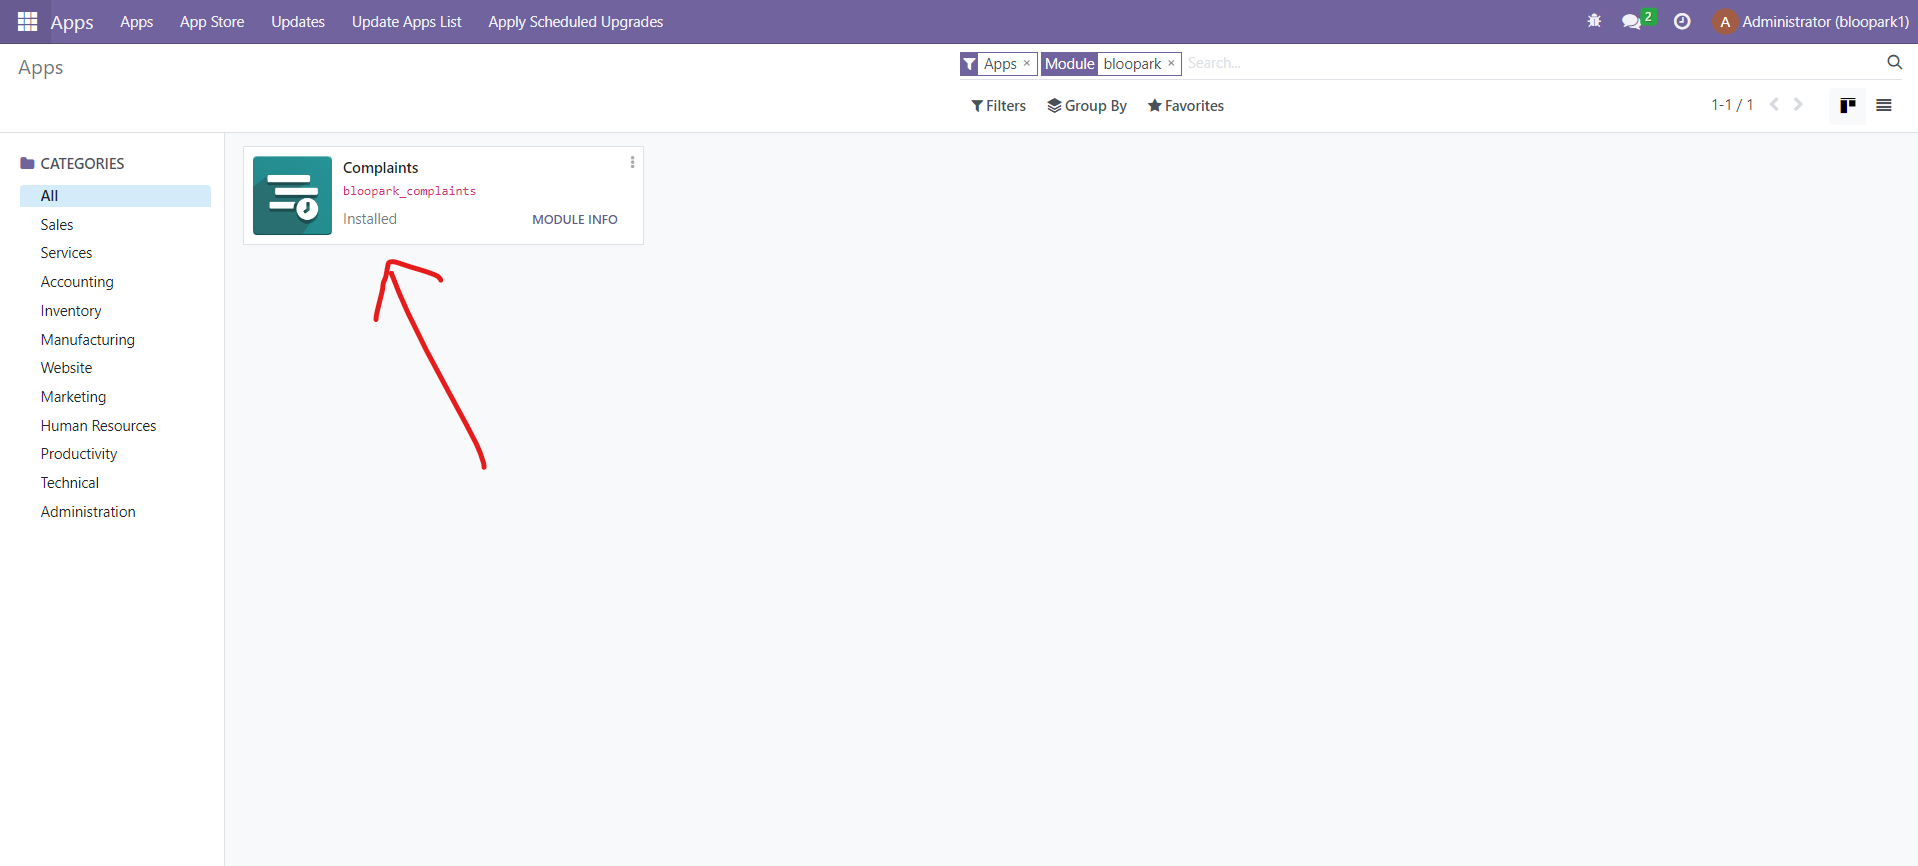 Apps Apps App Store Updates Update Apps List Apply Scheduled Upgrades 2 A Administrator (bloopark1)
Apps
Apps × Module bloopark × Search...
Filters Group By Favorites 1-1 / 1
CATEGORIES
All
Sales
Services
Accounting
Inventory
Manufacturing
Website
Marketing
Human Resources
Productivity
Technical
Administration
Complaints
bloopark_complaints
Installed MODULE INFO